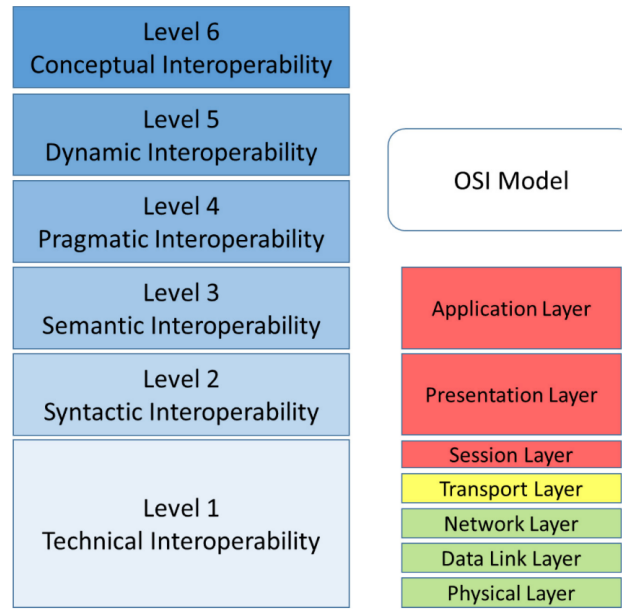 Level 6
Conceptual Interoperability
Level 5
Dynamic Interoperability
Level 4
Pragmatic Interoperability
Level 3
Semantic Interoperability
Level 2
Syntactic Interoperability
Level 1
Technical Interoperability
OSI Model
Application Layer
Presentation Layer
Session Layer
Transport Layer
Network Layer
Data Link Layer
Physical Layer